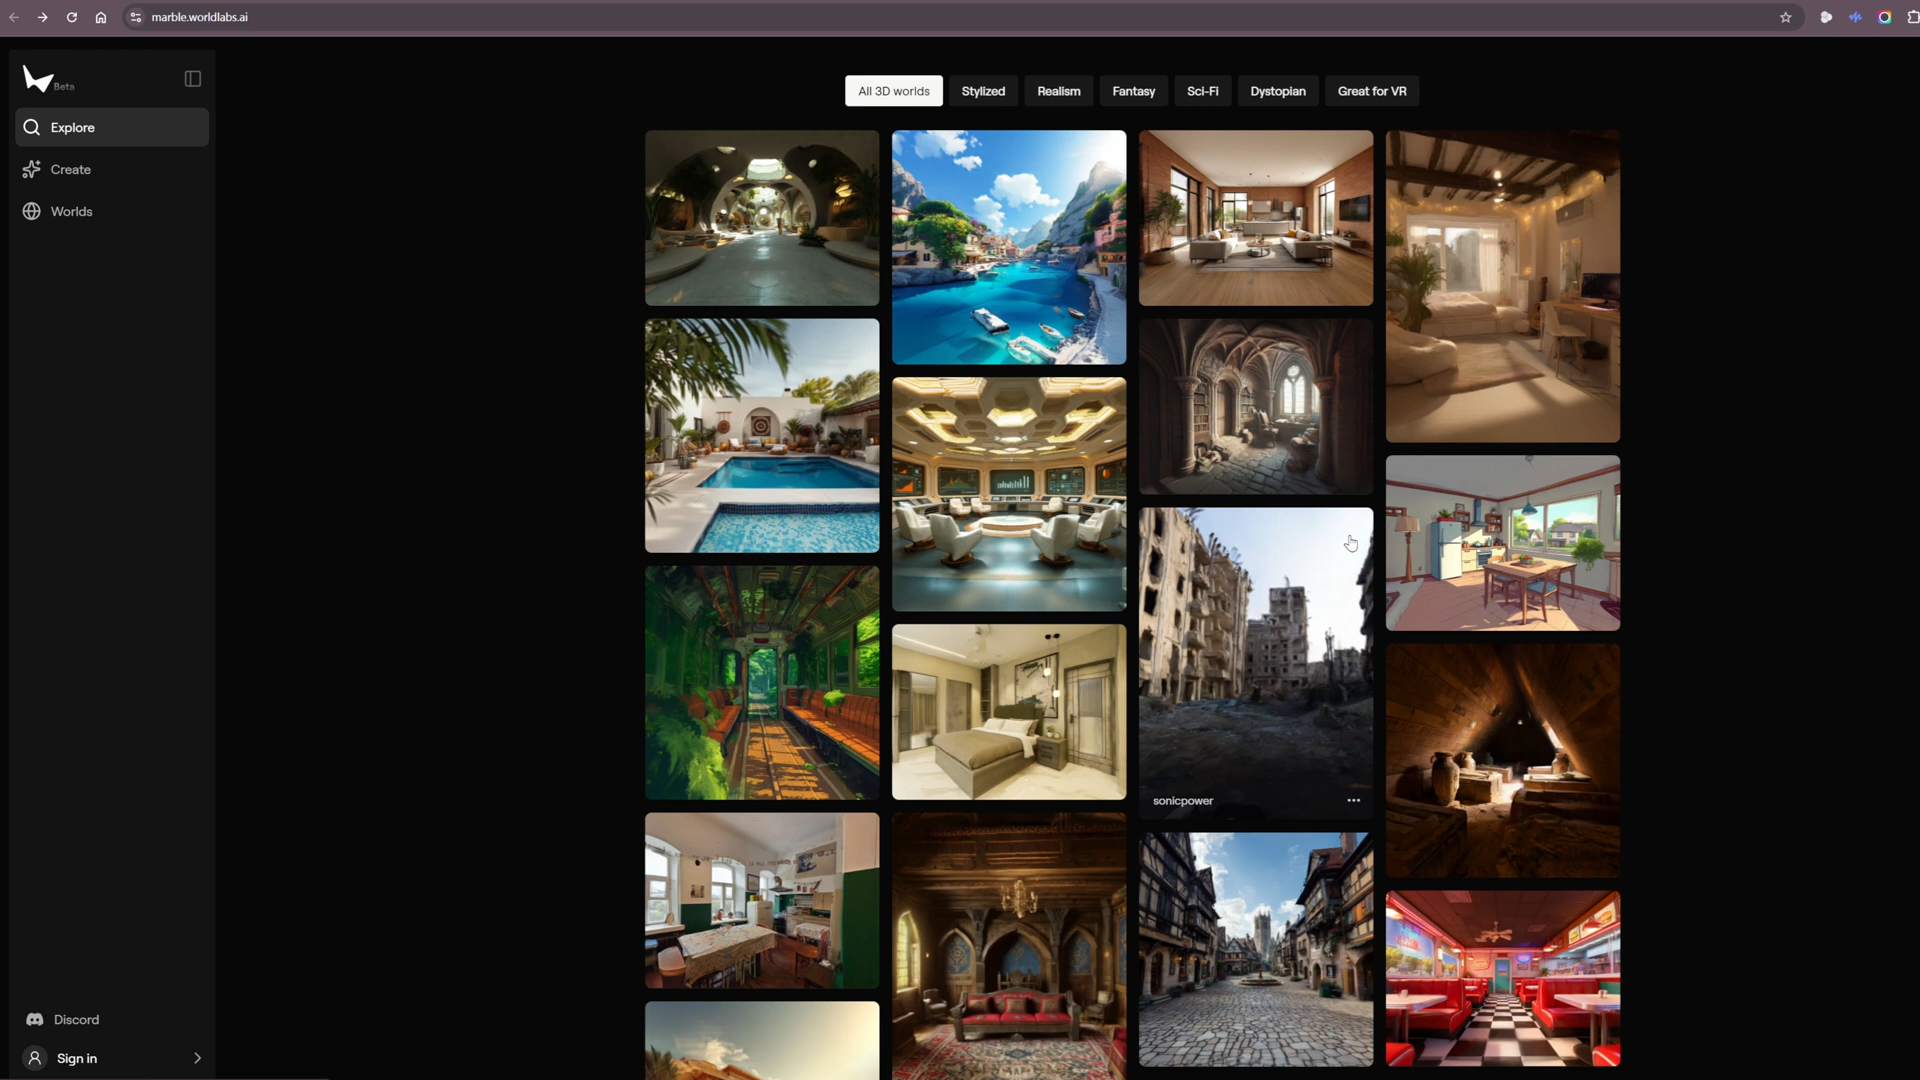 marble.worldlabs.ai
Beta
All 3D worlds
Stylized
Realism
Fantasy
Sci-Fi
Dystopian
Great for VR
Explore
Create
Worlds
sonicpower
Discord
Sign in